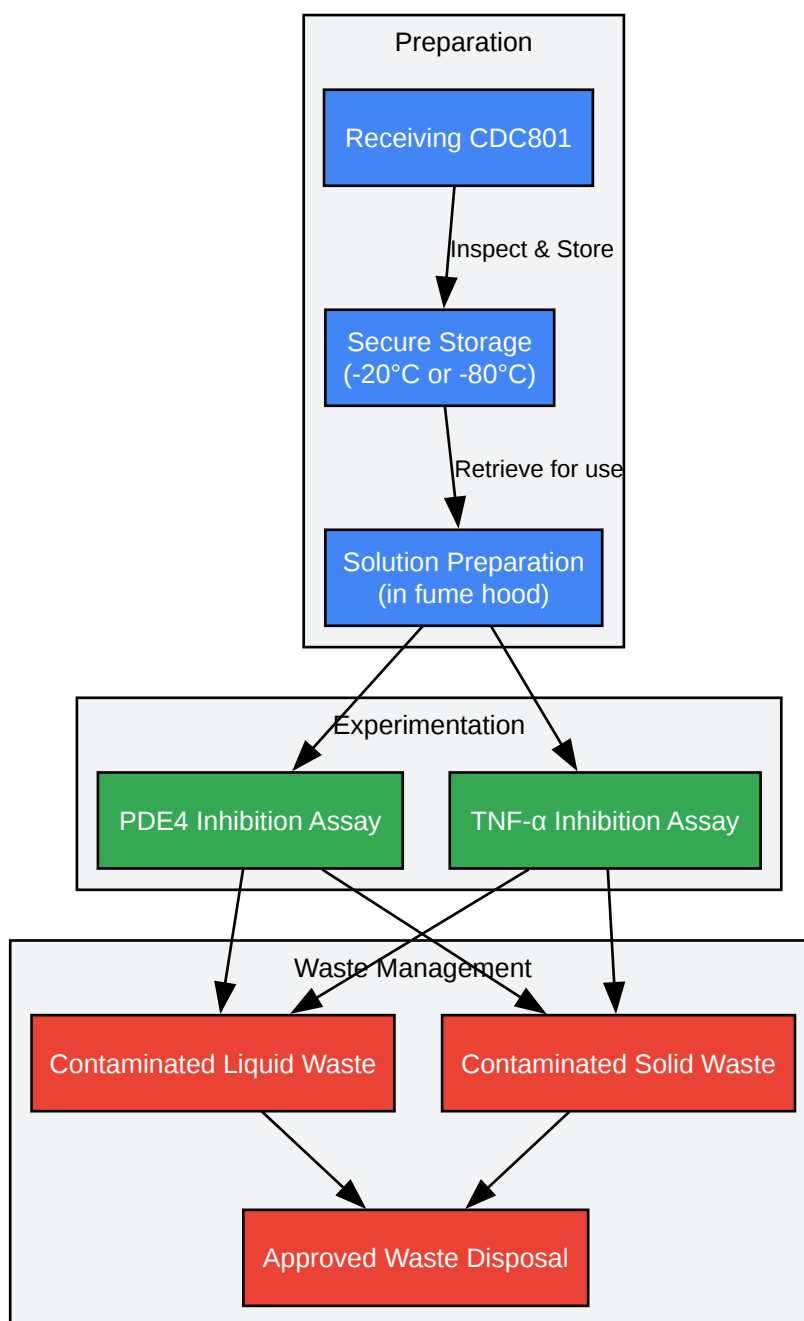 Preparation
Receiving CDC801
Inspect & Store
Secure Storage
(-20°C or -80°C)
Retrieve for use
Solution Preparation
(in fume hood)
Experimentation
PDE4 Inhibition Assay
TNF-α Inhibition Assay
Waste Management
Contaminated Liquid Waste
Contaminated Solid Waste
Approved Waste Disposal